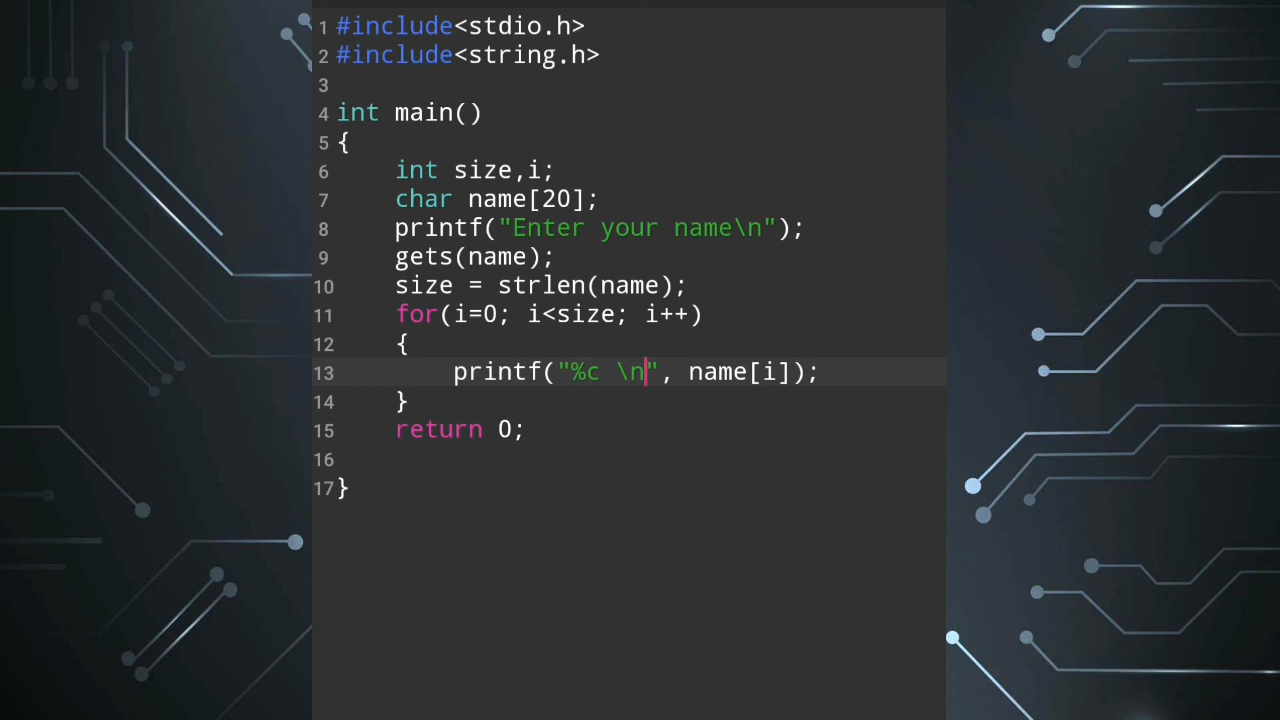 1 #include<stdio.h>
2 #include<string.h>
3
4 int main()
5 {
6     int size,i;
7     char name[20];
8     printf("Enter your name\n");
9     gets(name);
10     size = strlen(name);
11     for(i=0; i<size; i++)
12     {
13         printf("%c \n", name[i]);
14     }
15     return 0;
16
17 }